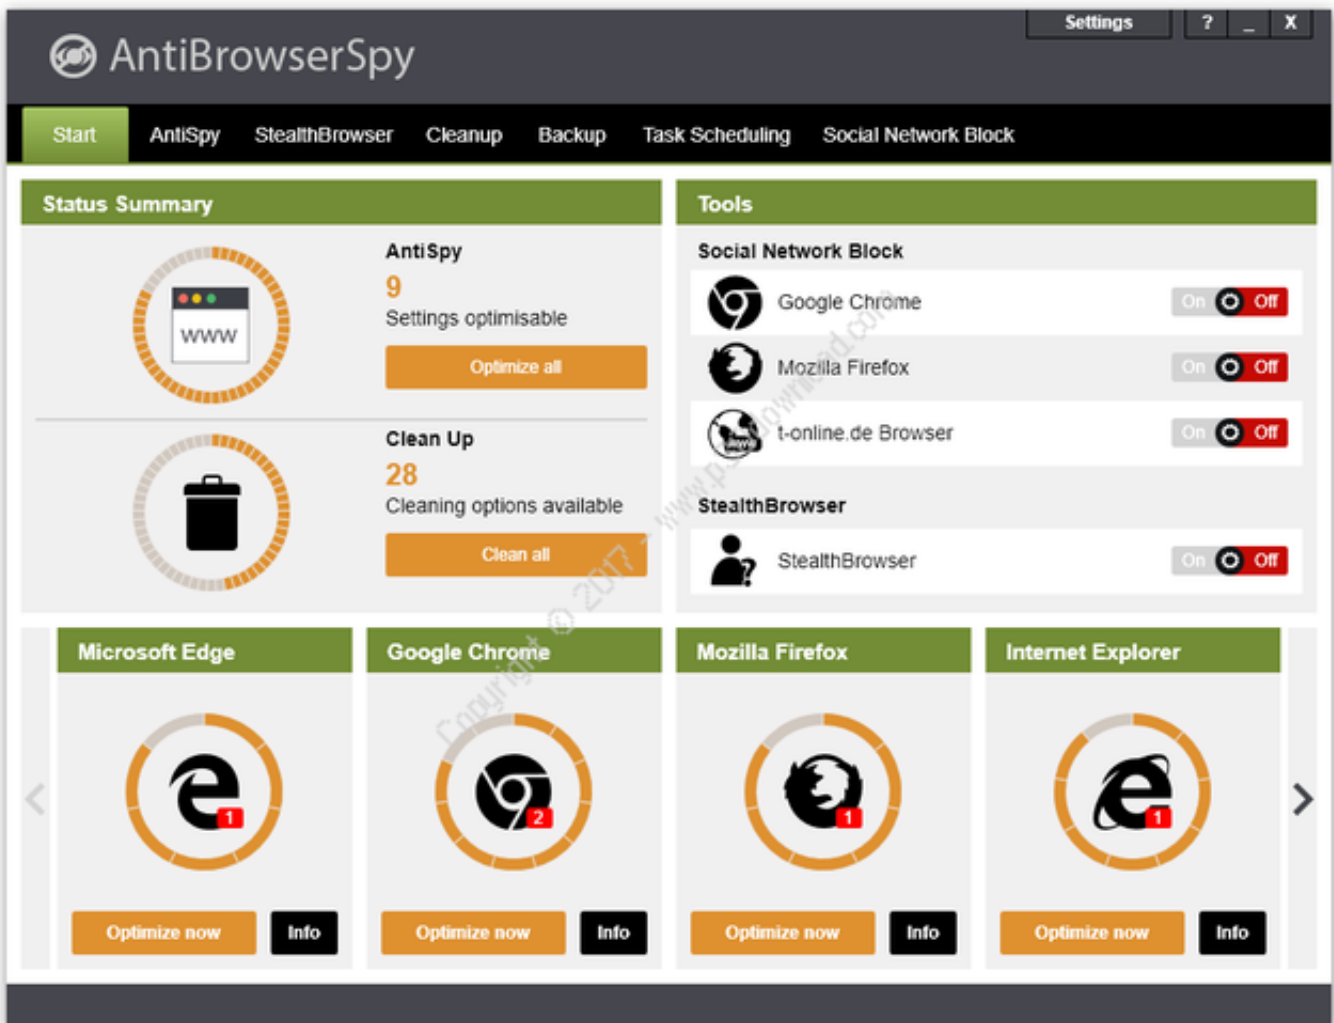 Settings ? _ X
AntiBrowserSpy
Start AntiSpy StealthBrowser Cleanup Backup Task Scheduling Social Network Block
Status Summary
AntiSpy
9
Settings optimisable
www
Optimize all
Clean Up
28
Cleaning options available
Clean all
Tools
Social Network Block
Google Chrome On Off
Mozilla Firefox On Off
t-online.de Browser On Off
StealthBrowser
StealthBrowser On Off
Microsoft Edge
1
Optimize now Info
Google Chrome
2
Optimize now Info
Mozilla Firefox
1
Optimize now Info
Internet Explorer
1
Optimize now Info
Copyright © 2017 -